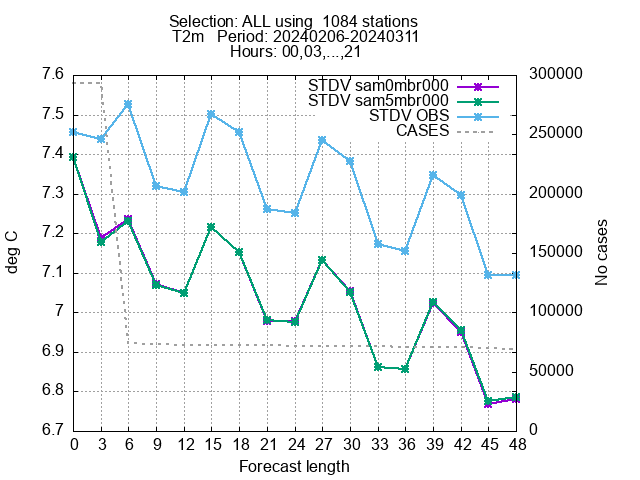 Selection: ALL using  1084 stations
T2m   Period: 20240206-20240311
Hours: 00,03,...,21
STDV sam0mbr000
STDV sam5mbr000
STDV OBS
CASES
7.6
7.5
7.4
7.3
7.2
7.1
7
6.9
6.8
6.7
deg C
300000
250000
200000
150000
100000
50000
0
No cases
0 3 6 9 12 15 18 21 24 27 30 33 36 39 42 45 48
Forecast length